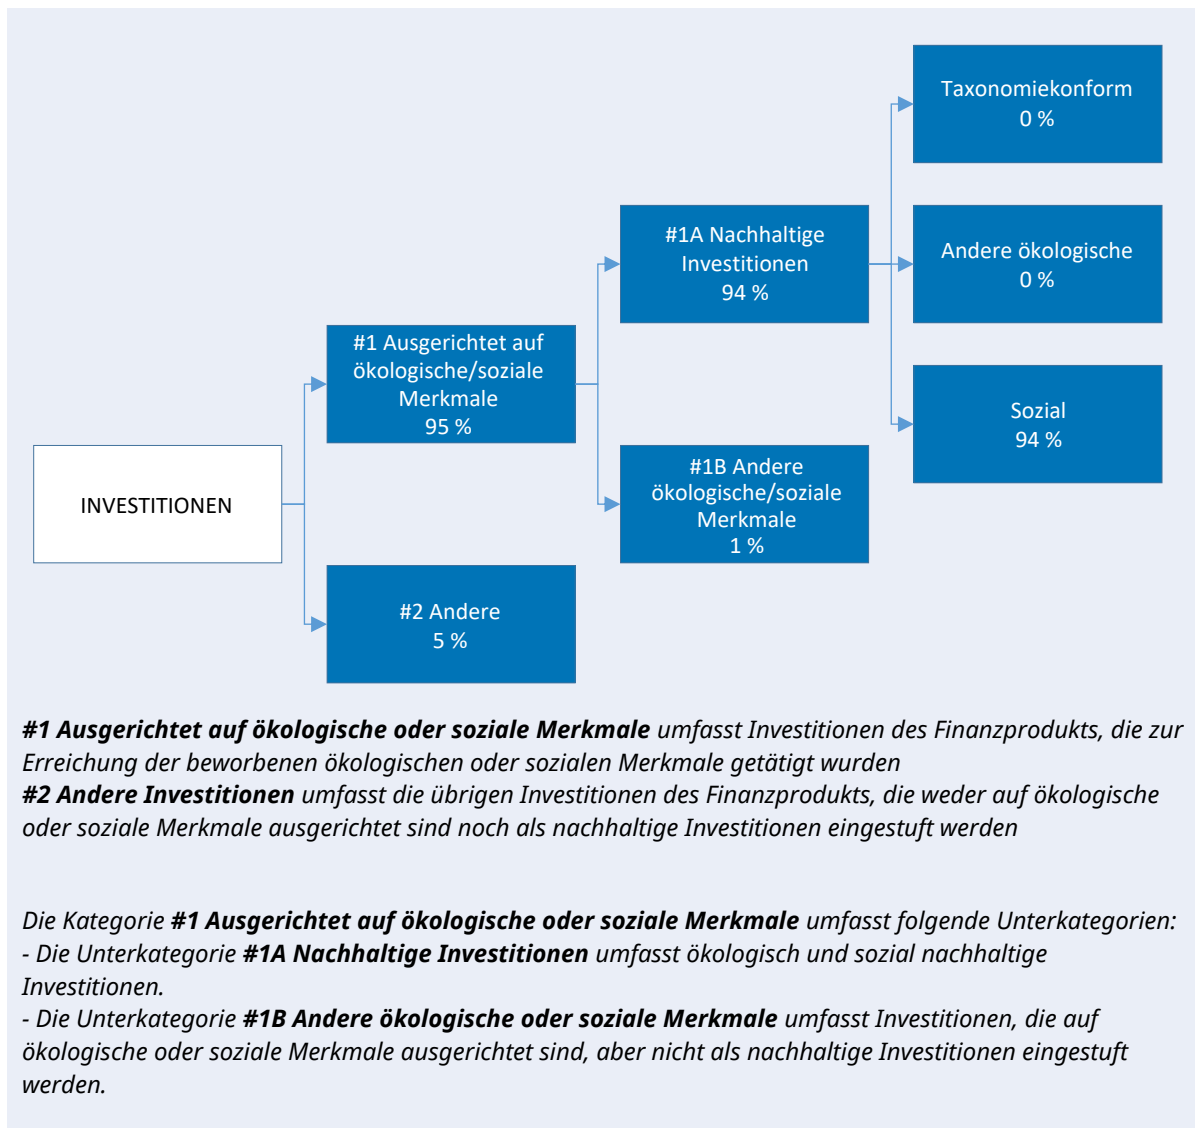 Taxonomiekonform
0 %
#1A Nachhaltige
Investitionen
94 %
Andere ökologische
0 %
#1 Ausgerichtet auf
ökologische/soziale
Merkmale
95 %
Sozial
94 %
INVESTITIONEN
#1B Andere
ökologische/soziale
Merkmale
1 %
#2 Andere
5 %
#1 Ausgerichtet auf ökologische oder soziale Merkmale umfasst Investitionen des Finanzprodukts, die zur
Erreichung der beworbenen ökologischen oder sozialen Merkmale getätigt wurden
#2 Andere Investitionen umfasst die übrigen Investitionen des Finanzprodukts, die weder auf ökologische
oder soziale Merkmale ausgerichtet sind noch als nachhaltige Investitionen eingestuft werden
Die Kategorie #1 Ausgerichtet auf ökologische oder soziale Merkmale umfasst folgende Unterkategorien:
- Die Unterkategorie #1A Nachhaltige Investitionen umfasst ökologisch und sozial nachhaltige
Investitionen.
- Die Unterkategorie #1B Andere ökologische oder soziale Merkmale umfasst Investitionen, die auf
ökologische oder soziale Merkmale ausgerichtet sind, aber nicht als nachhaltige Investitionen eingestuft
werden.